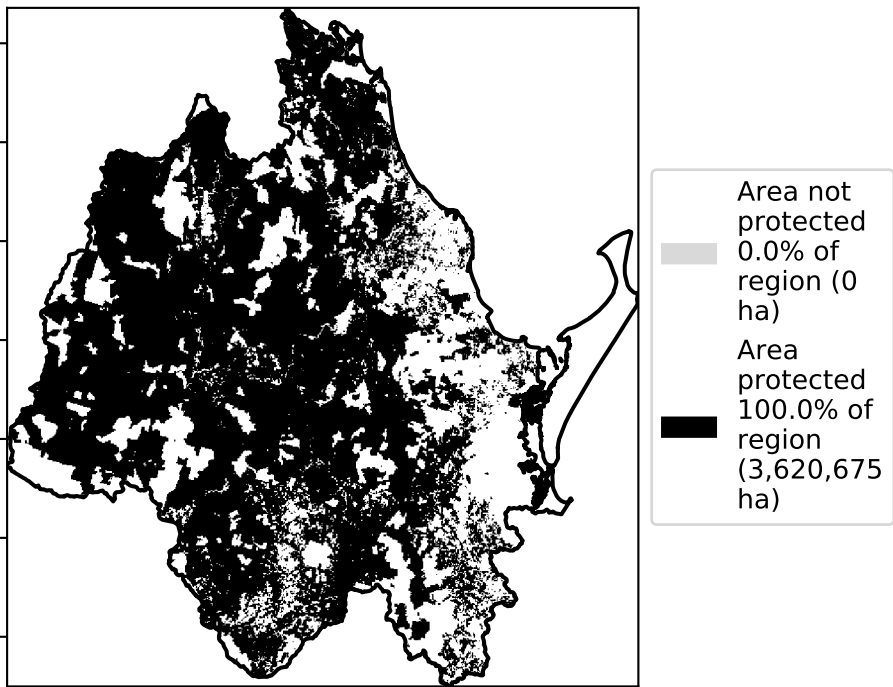 Area not
protected
0.0% of
region (0
ha)
Area
protected
100.0% of
region
(3,620,675
ha)